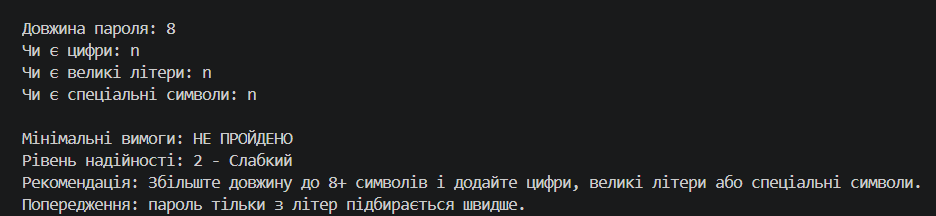 Довжина пароля: 8
Чи є цифри: n
Чи є великі літери: n
Чи є спеціальні символи: n
Мінімальні вимоги: НЕ ПРОЙДЕНО
Рівень надійності: 2 - Слабкий
Рекомендація: Збільште довжину до 8+ символів і додайте цифри, великі літери або спеціальні символи.
Попередження: пароль тільки з літер підбирається швидше.